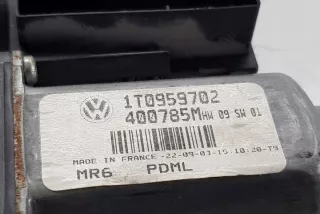 1T0959702
400785M HW 09 SW 01
MADE IN FRANCE -22-09-03-15:10:20-T9
MR6 PDML